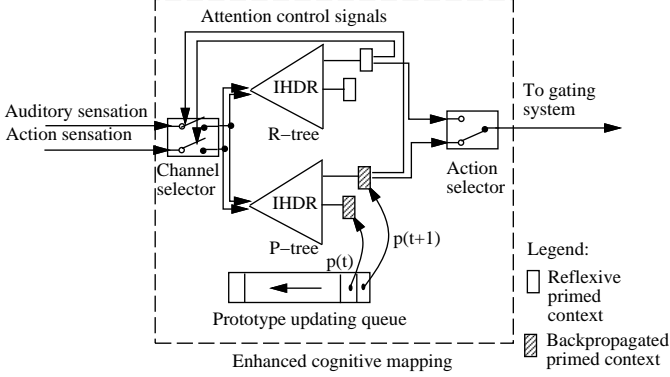 Attention control signals
IHDR
R−tree
Auditory sensation
Action sensation
Channel
selector
To gating
system
Action
selector
IHDR
P−tree
p(t)
p(t+1)
Prototype updating queue
Enhanced cognitive mapping
Legend:
Reflexive
primed
context
Backpropagated
primed context